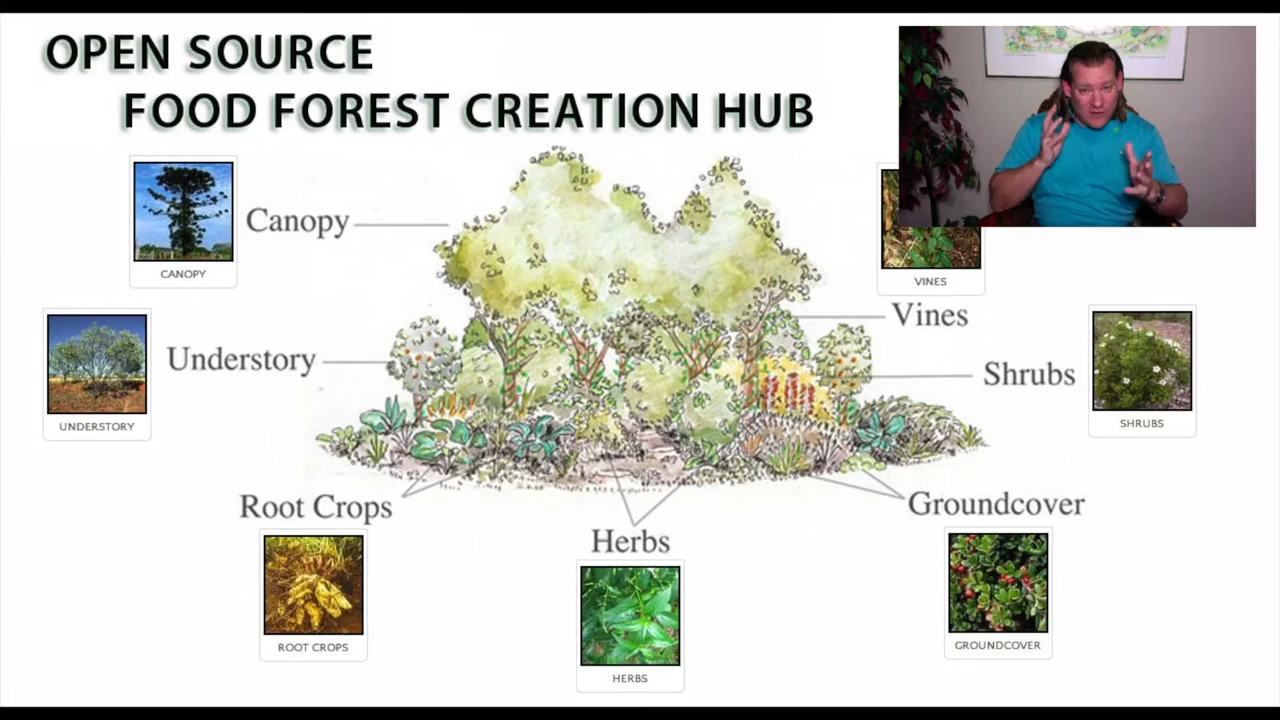 OPEN SOURCE
FOOD FOREST CREATION HUB
Canopy
CANOPY
VINES
Vines
Understory
UNDERSTORY
Shrubs
SHRUBS
Root Crops
ROOT CROPS
Herbs
HERBS
Groundcover
GROUNDCOVER